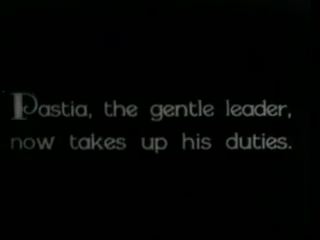 Pastia, the gentle leader,
now takes up his duties.